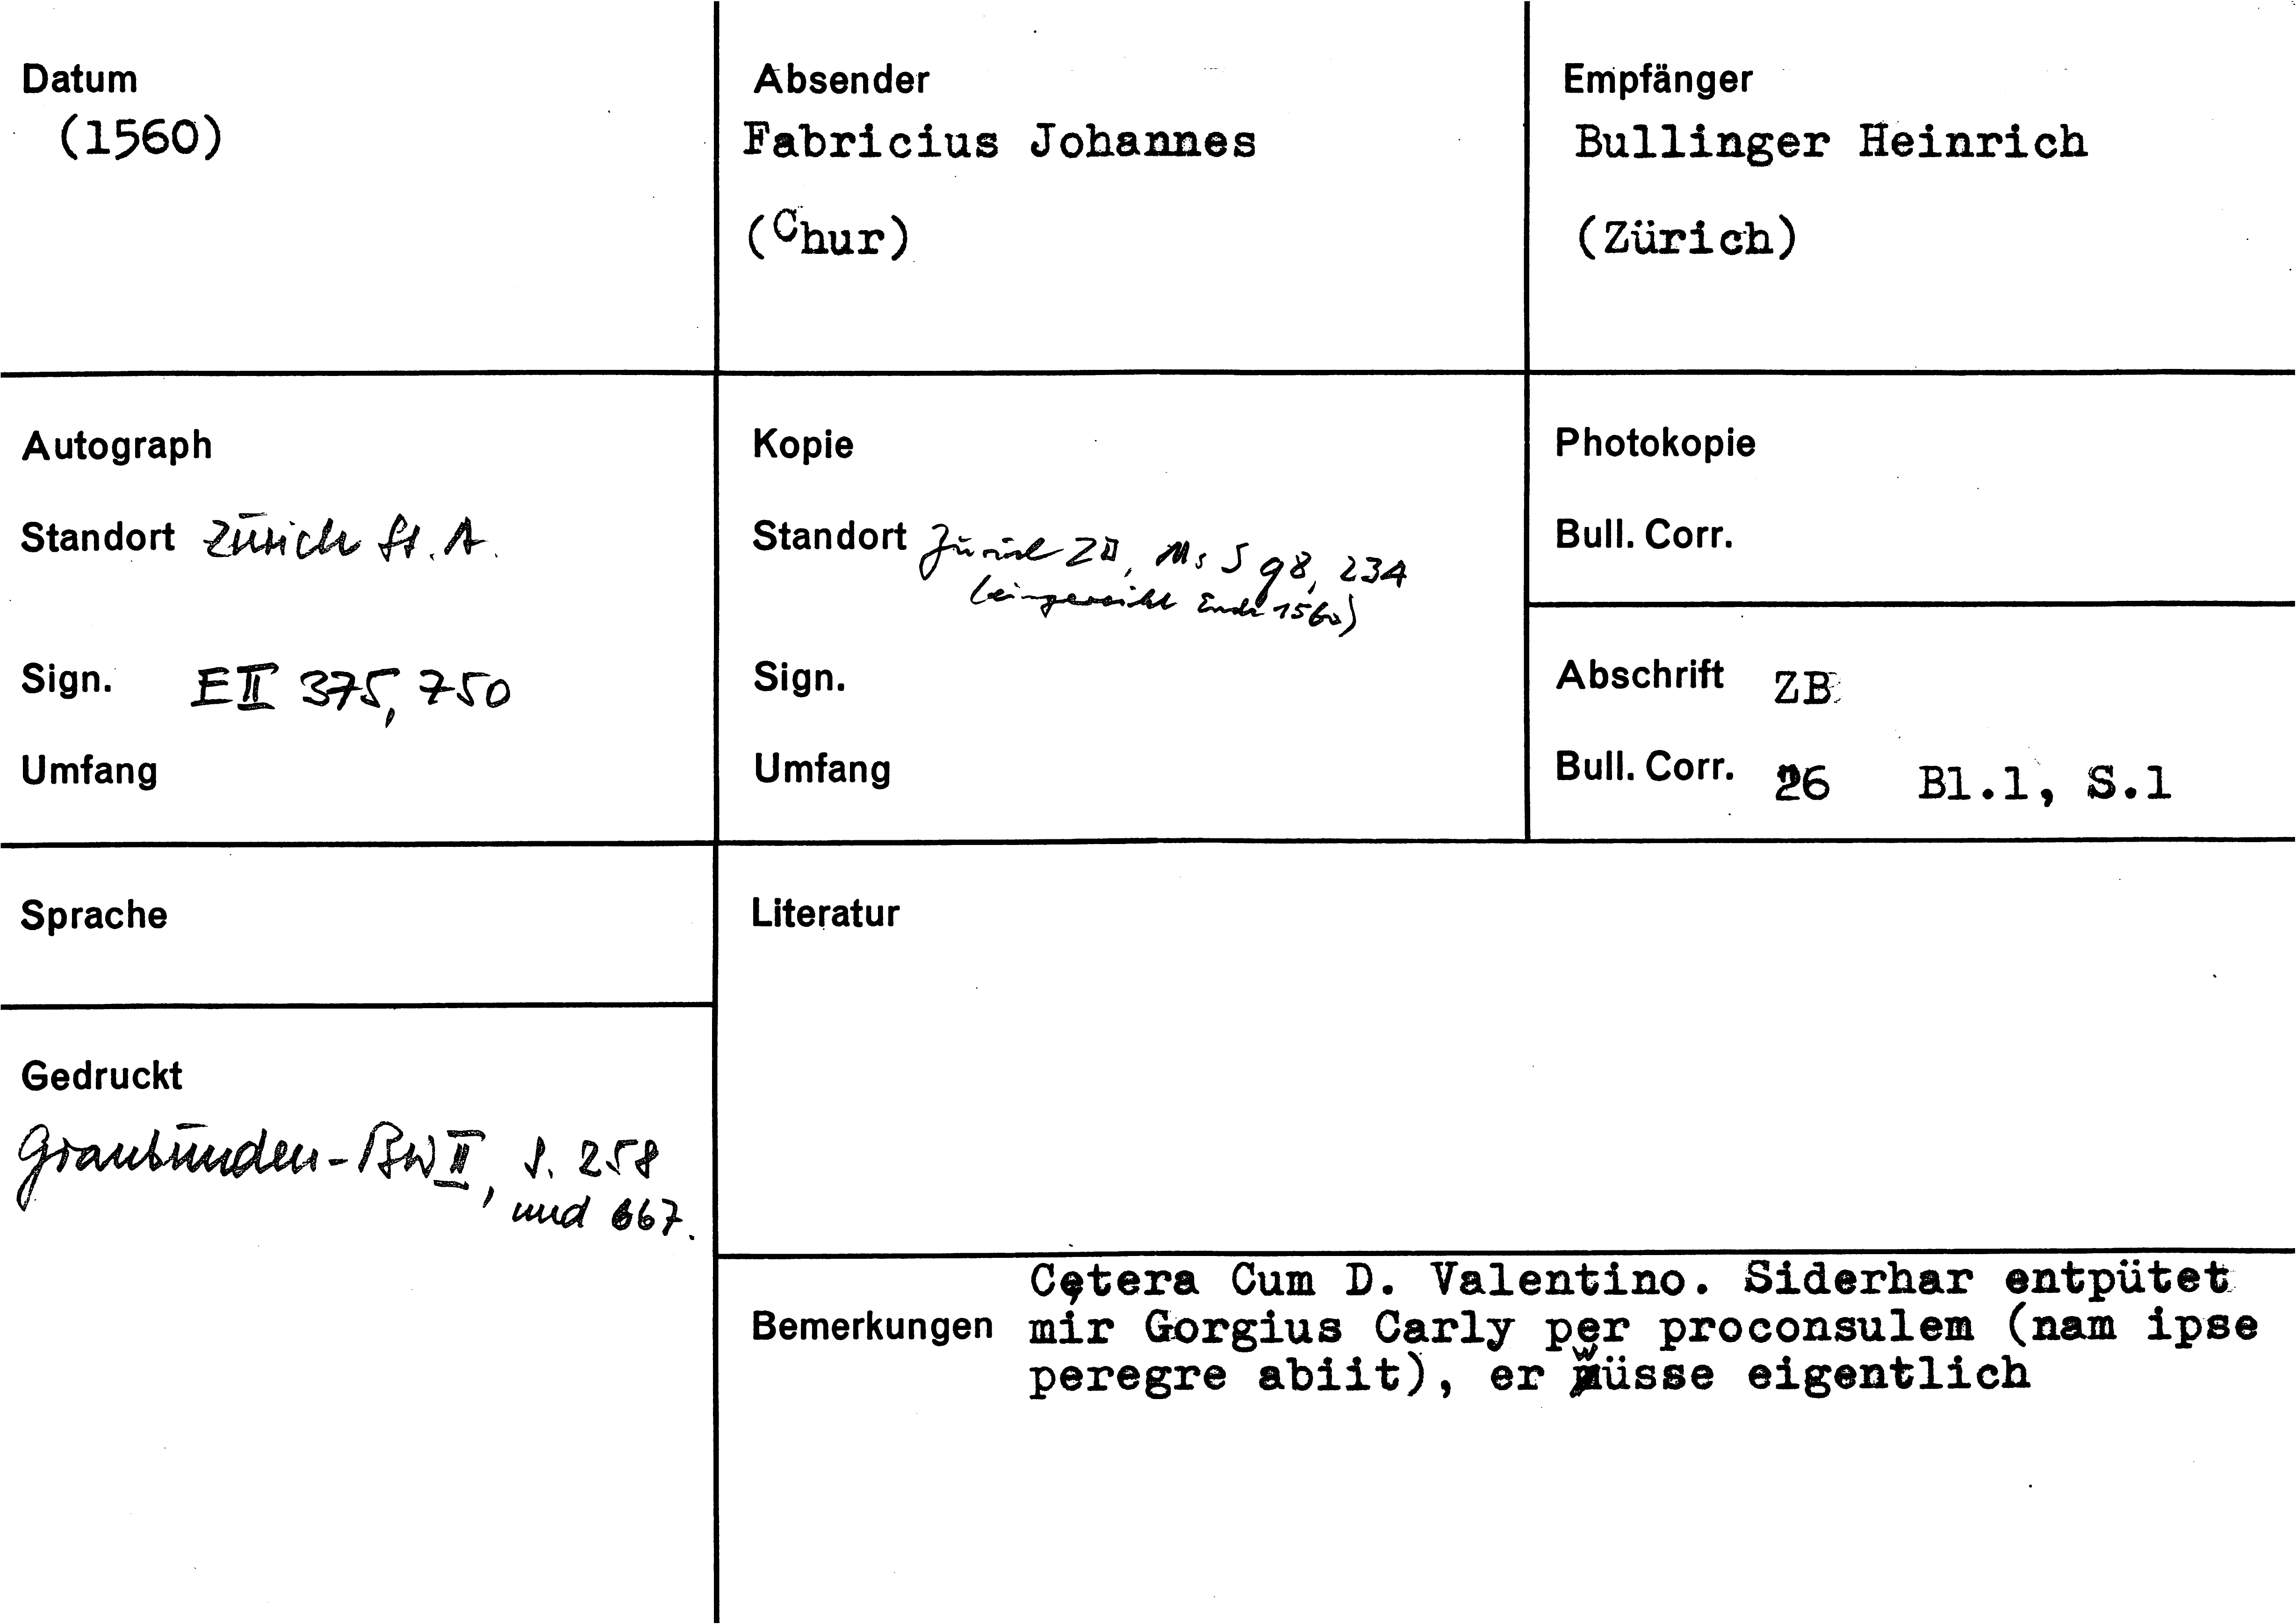 Datum
(1560)
Absender
Fabricius Johannes
(Chur)
Empfänger
Bullinger Heinrich
(Zürich)
Autograph
Standort Zürich St. A.
Sign. E II 375, 750
Umfang
Kopie
Standort Zürich ZB, Ms S 98, 234
(eingereiht Ende 1560)
Sign.
Umfang
Photokopie
Bull. Corr.
Abschrift ZB
Bull. Corr. 26 Bl.1, S.1
Sprache
Gedruckt
Graubünden-BW II, S. 258
und 667.
Literatur
Bemerkungen
Cętera Cum D. Valentino. Siderhar entpütet
mir Gorgius Carly per proconsulem (nam ipse
peregre abiit), er wüsse eigentlich